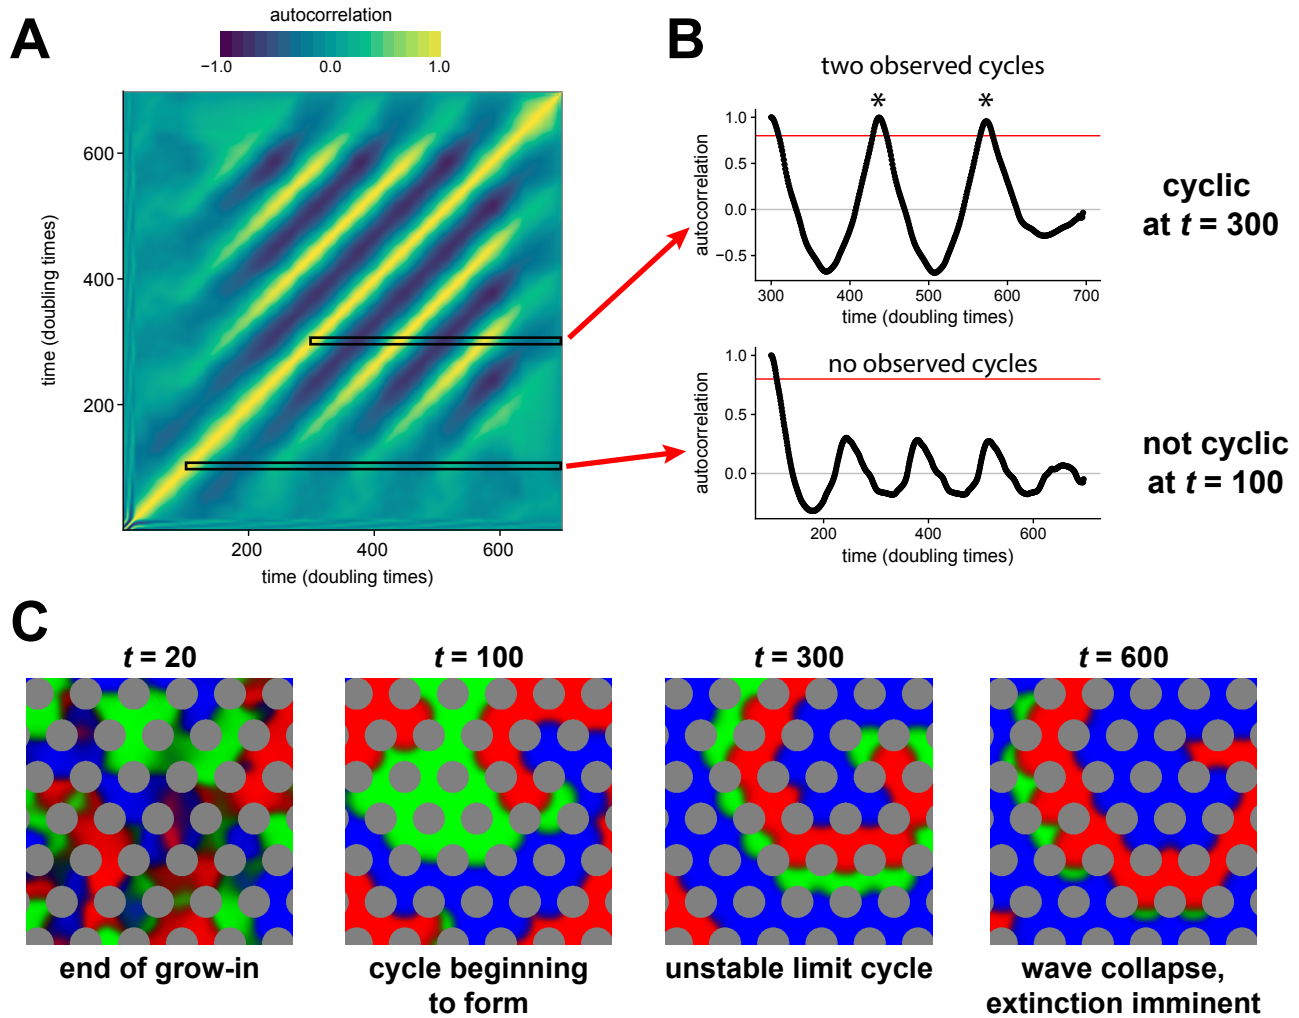 A
autocorrelation
−1.0 0.0 1.0
600
400
200
time (doubling times)
200 400 600
time (doubling times)
B
two observed cycles
* *
1.0
0.5
0.0
−0.5
autocorrelation
300 400 500 600 700
time (doubling times)
cyclic
at t = 300
no observed cycles
1.0
0.5
0.0
autocorrelation
200 400 600
time (doubling times)
not cyclic
at t = 100
C
t = 20
t = 100
t = 300
t = 600
end of grow-in
cycle beginning
to form
unstable limit cycle
wave collapse,
extinction imminent